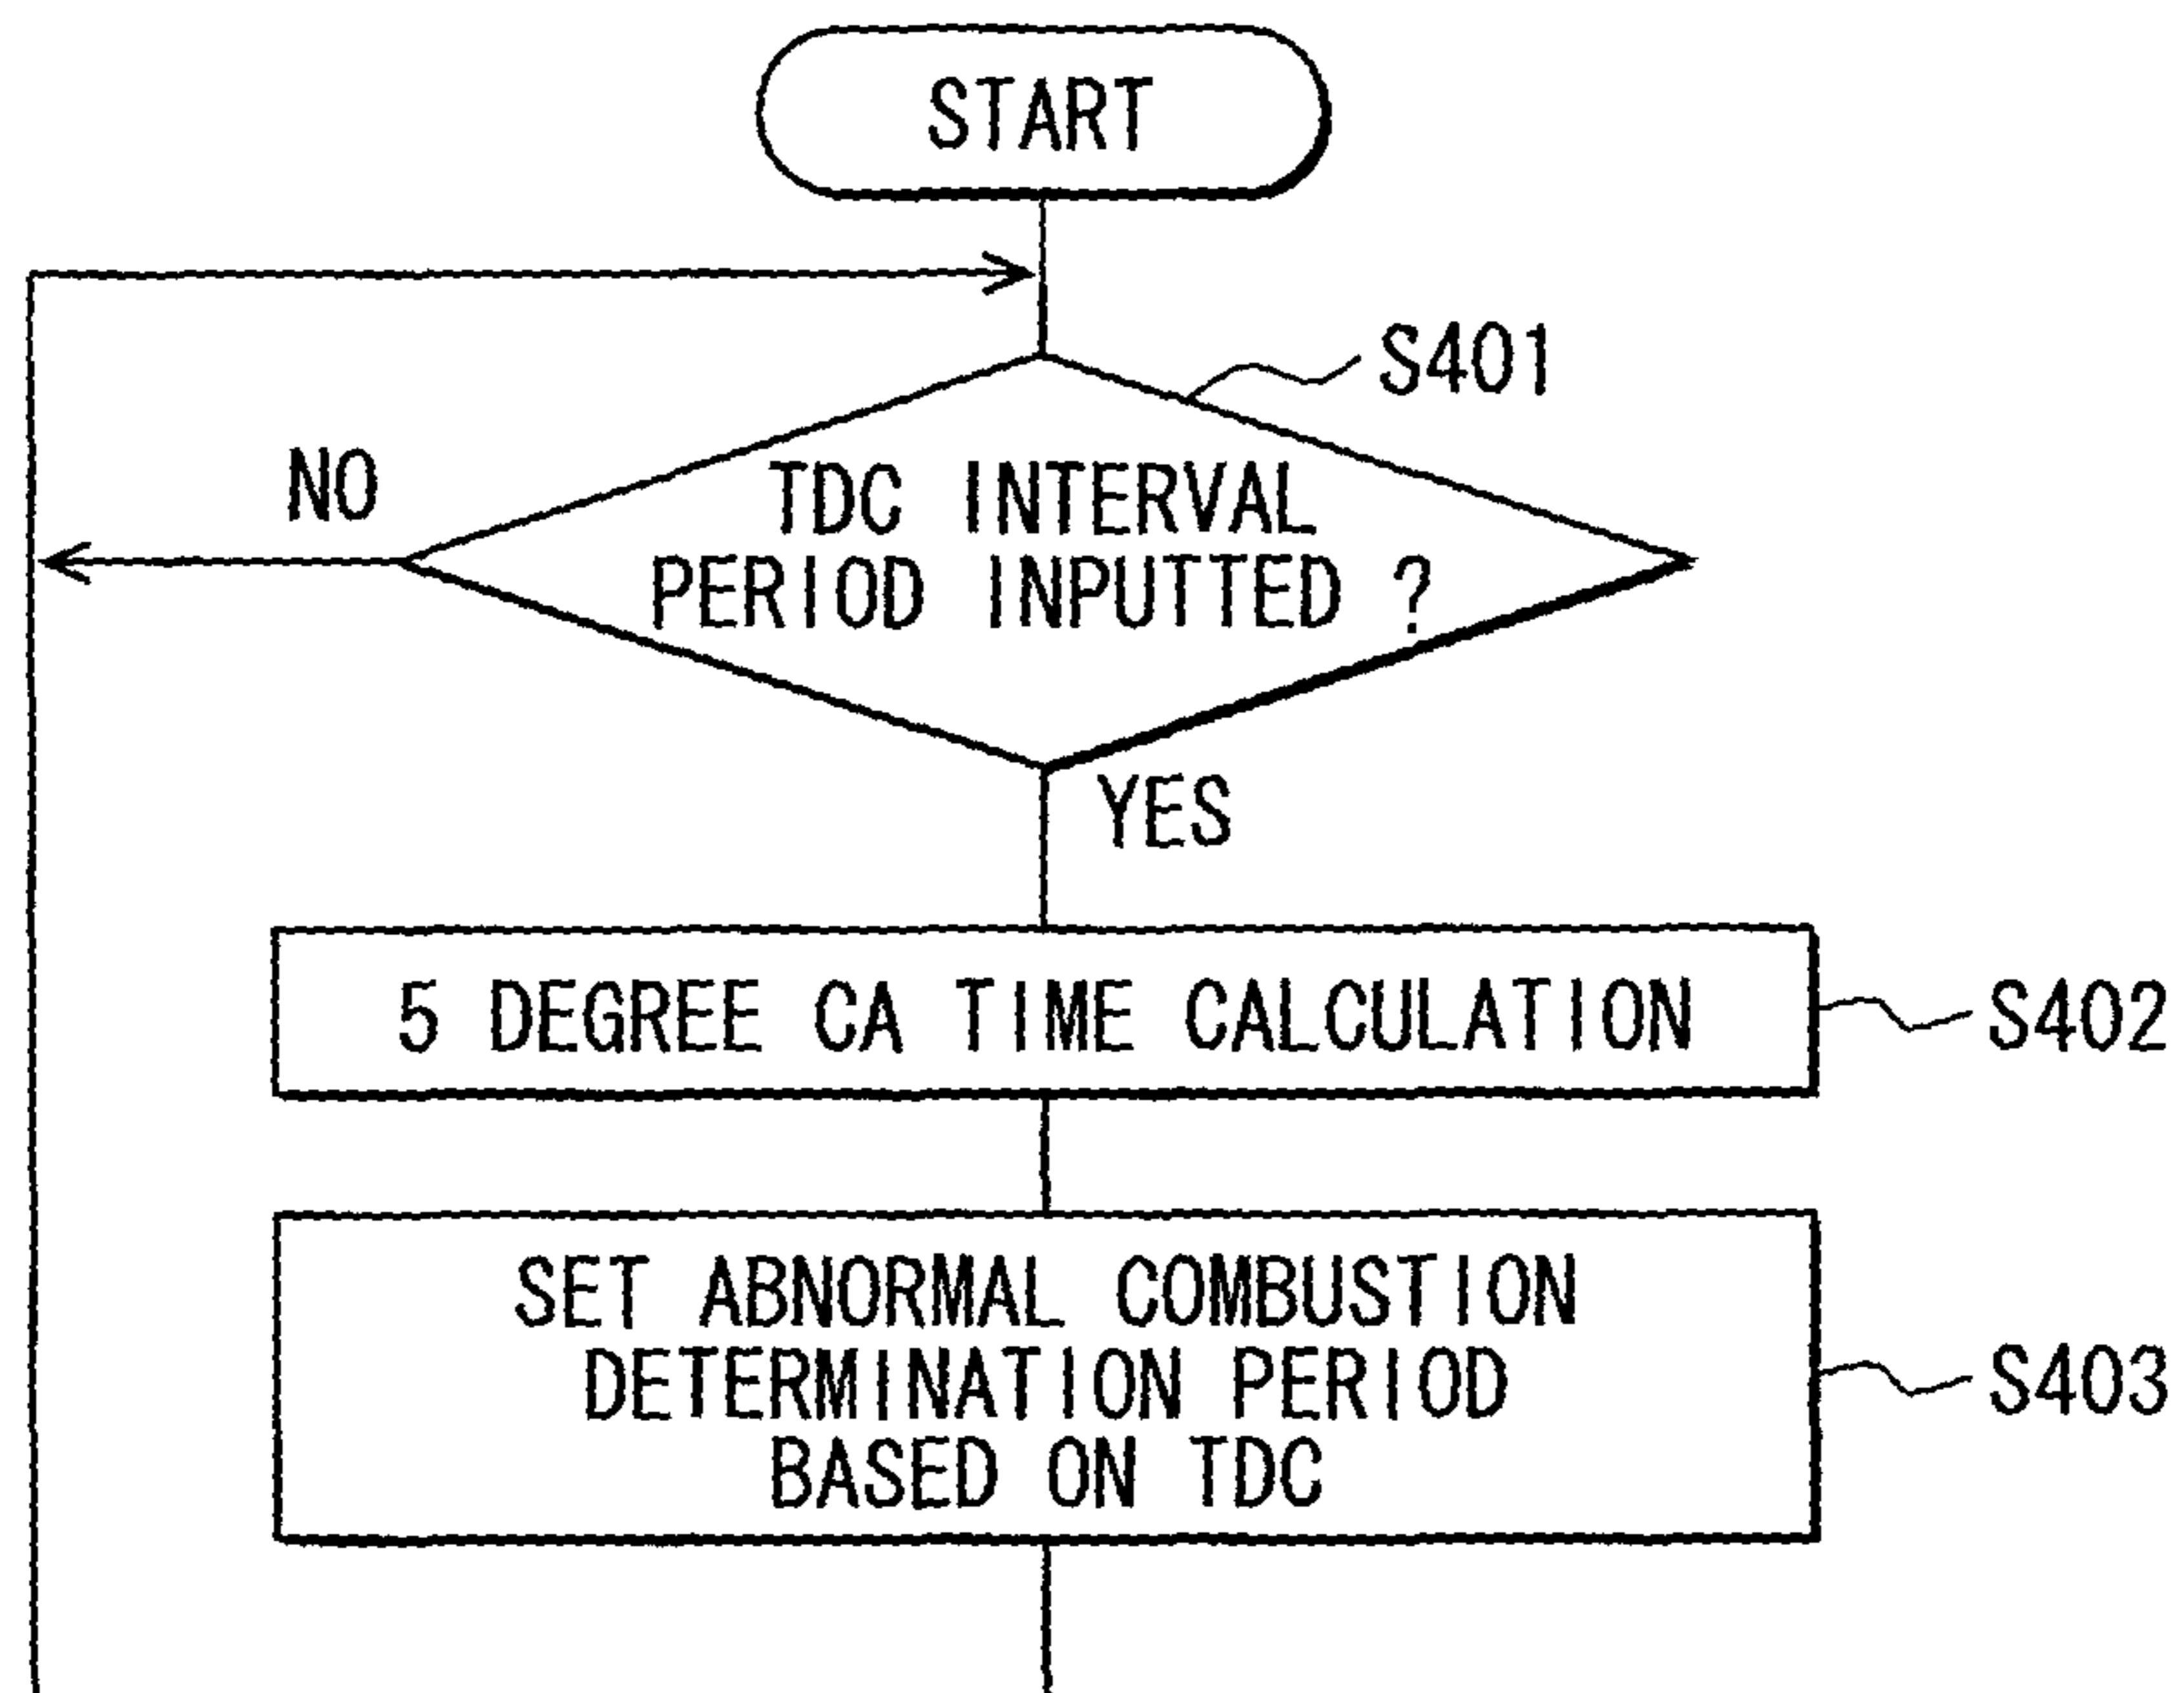 START
S401
NO
TDC INTERVAL
PERIOD INPUTTED ?
YES
5 DEGREE CA TIME CALCULATION
S402
SET ABNORMAL COMBUSTION
DETERMINATION PERIOD
BASED ON TDC
S403